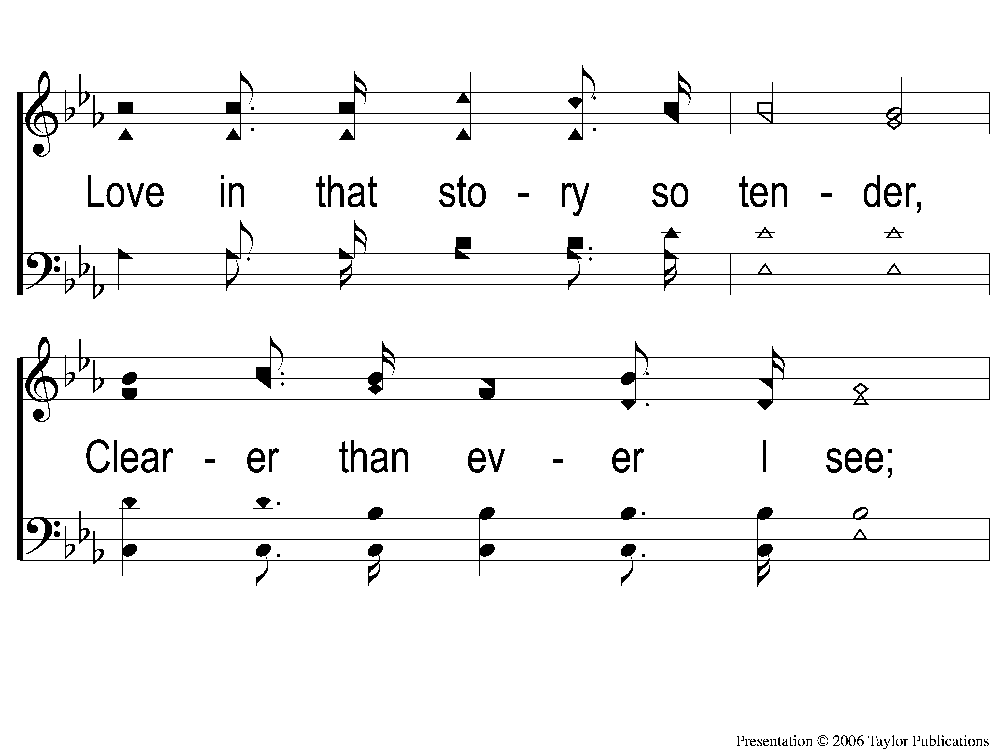 Love in that sto - ry so ten - der,
Clear - er than ev - er I see;
Presentation © 2006 Taylor Publications